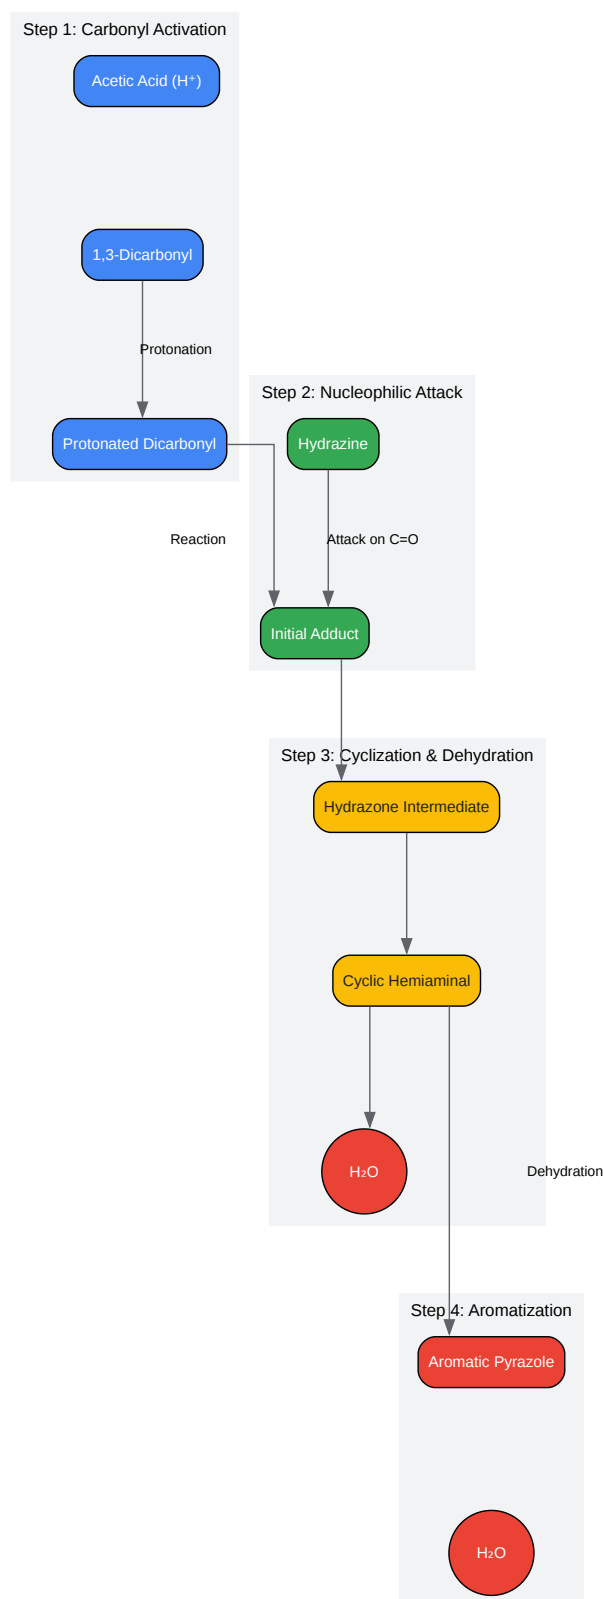 Step 1: Carbonyl Activation
Acetic Acid (H⁺)
1,3-Dicarbonyl
Protonation
Protonated Dicarbonyl
Step 2: Nucleophilic Attack
Hydrazine
Reaction
Attack on C=O
Initial Adduct
Step 3: Cyclization & Dehydration
Hydrazone Intermediate
Cyclic Hemiaminal
H₂O
Dehydration
Step 4: Aromatization
Aromatic Pyrazole
H₂O